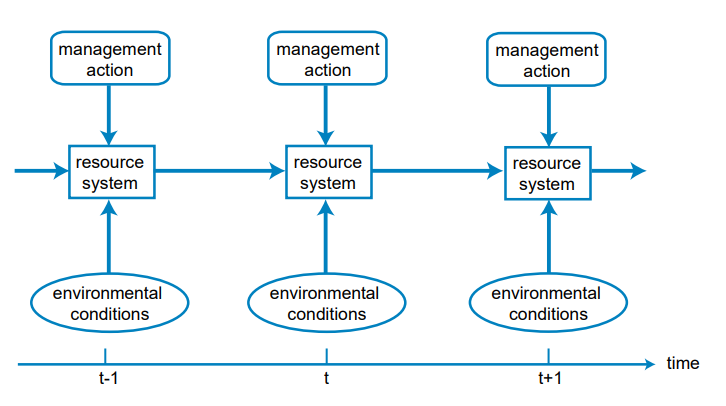 management
action
management
action
management
action
resource
system
resource
system
resource
system
environmental
conditions
environmental
conditions
environmental
conditions
time
t-1
t
t+1